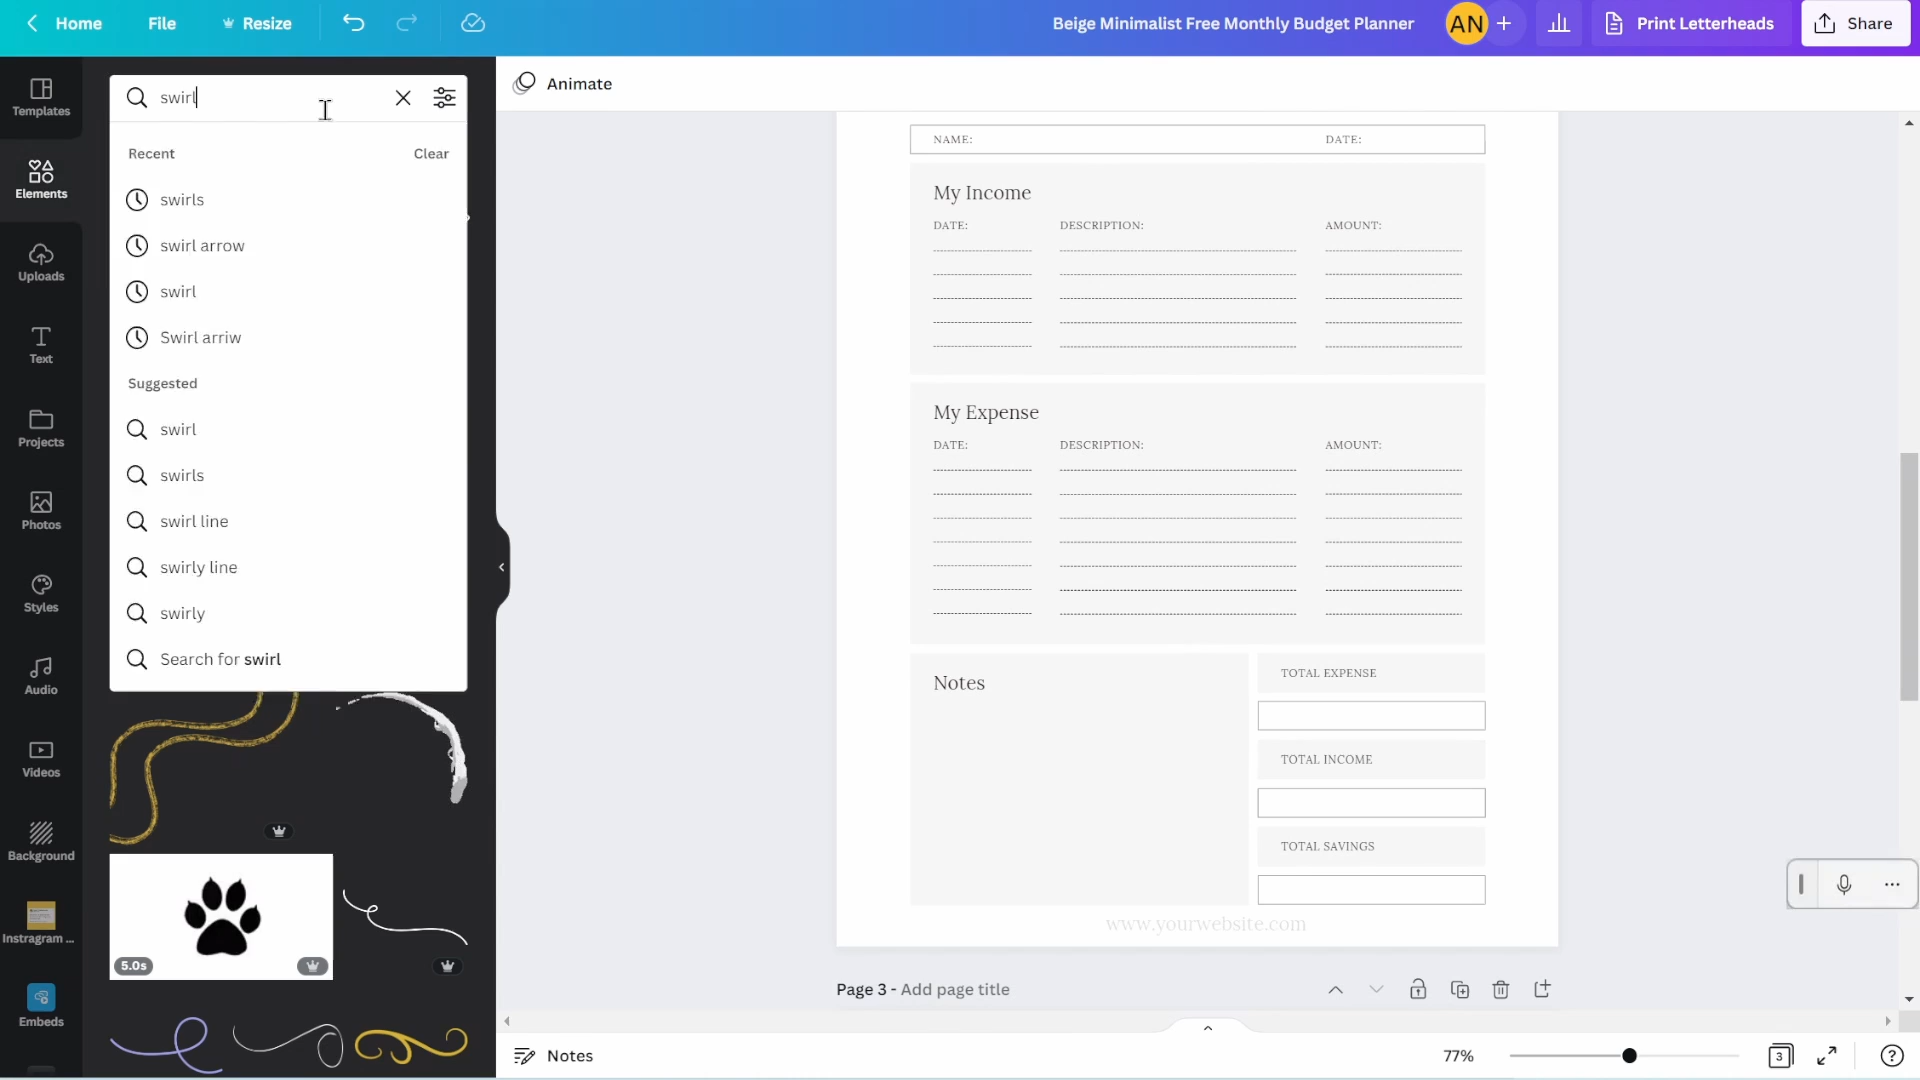 Home File Resize Beige Minimalist Free Monthly Budget Planner AN Print Letterheads Share
Templates
Elements
Uploads
Text
Projects
Photos
Styles
Audio
Videos
Background
Instragram ...
Embeds
swirl
Recent Clear
swirls
swirl arrow
swirl
Swirl arriw
Suggested
swirl
swirls
swirl line
swirly line
swirly
Search for swirl
5.0s
Animate
NAME: DATE:
My Income
DATE: DESCRIPTION: AMOUNT:
My Expense
DATE: DESCRIPTION: AMOUNT:
Notes
TOTAL EXPENSE
TOTAL INCOME
TOTAL SAVINGS
www.yourwebsite.com
Page 3 - Add page title
Notes 77% 3